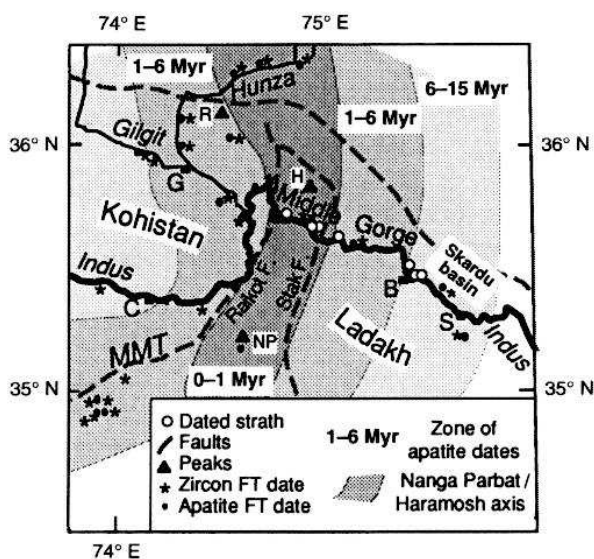 74° E 75° E
1–6 Myr
Hunza
6–15 Myr
1–6 Myr
R
36° N 36° N
Gilgit
H
G
Middle
Gorge
Kohistan
Skardu
basin
Indus
Raikot F.
Stak F.
B
C
S
Indus
Ladakh
MMT
NP
35° N 35° N
0–1 Myr
Dated strath
Faults
Peaks
Zircon FT date
Apatite FT date
1–6 Myr Zone of
apatite dates
Nanga Parbat /
Haramosh axis
74° E